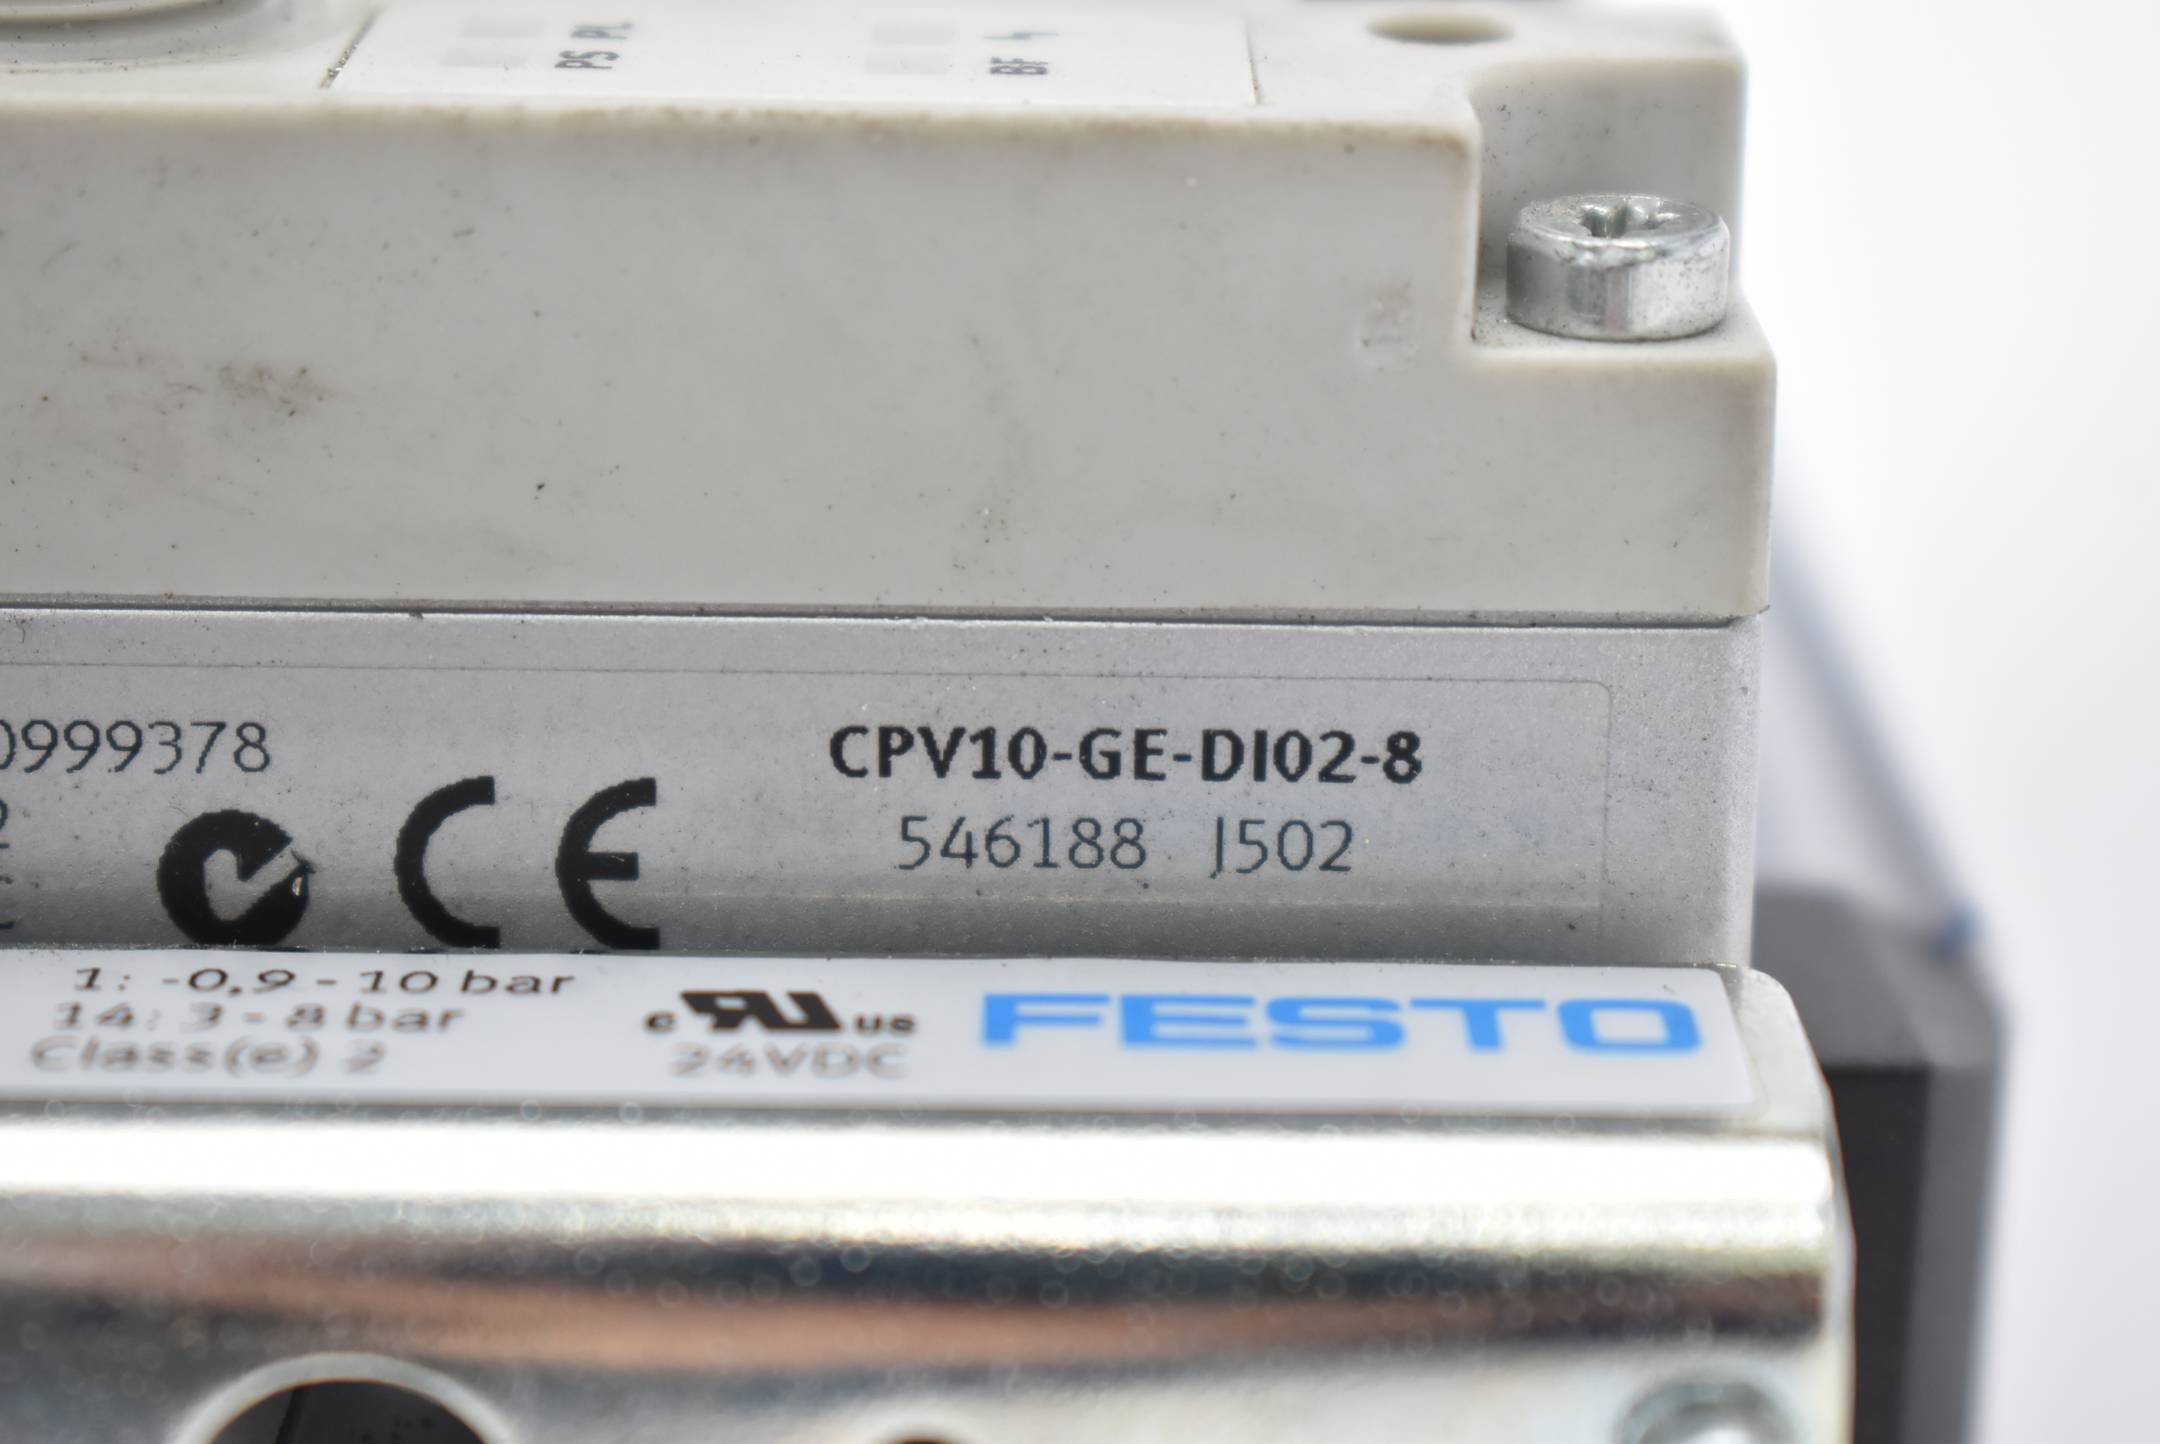 PS PL
BF
0999378
CPV10-GE-DI02-8
546188 J502
CE
1: -0,9 - 10 bar
14: 3 - 8 bar
Class(e) 2
c RU us
24VDC
FESTO